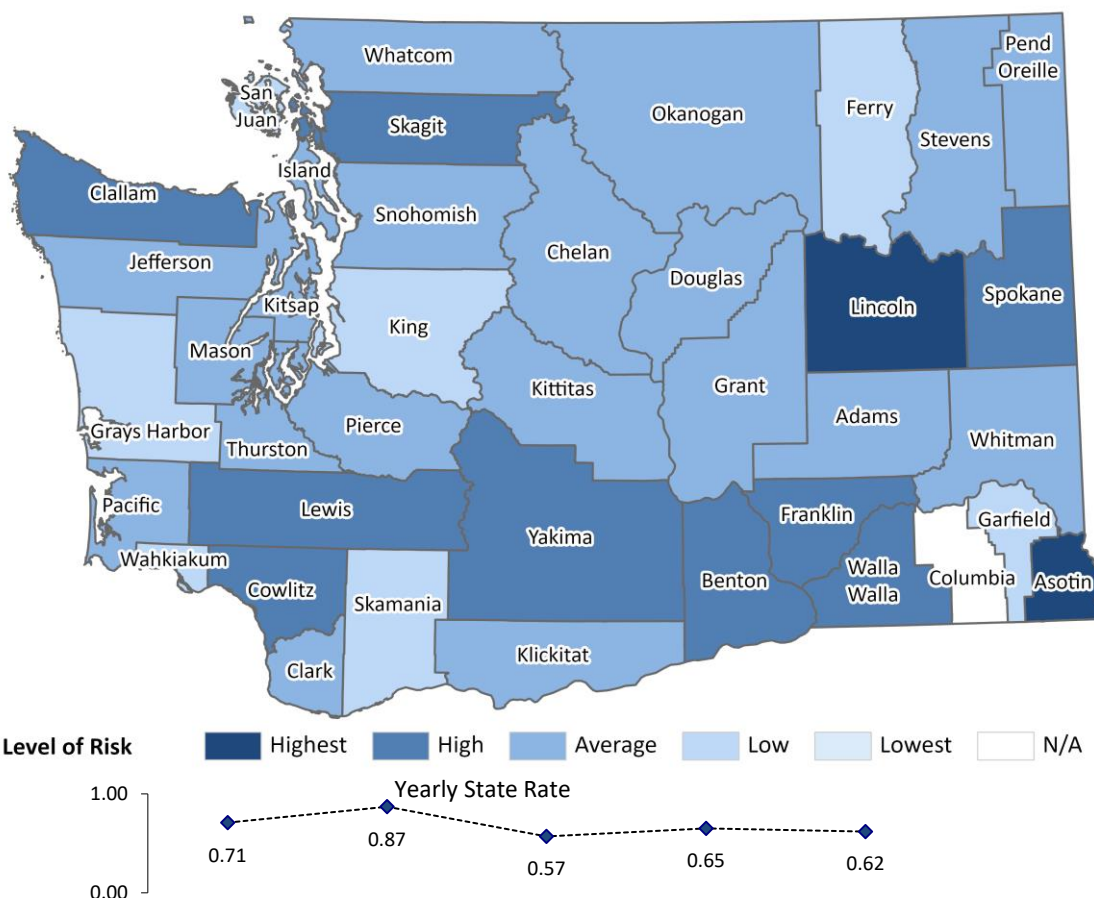 Whatcom
San
Juan
Skagit
Okanogan
Ferry
Pend
Oreille
Stevens
Island
Clallam
Snohomish
Jefferson
Chelan
Douglas
Kitsap
Lincoln
Spokane
King
Mason
Kittitas
Grant
Grays Harbor
Thurston
Pierce
Adams
Whitman
Pacific
Lewis
Yakima
Franklin
Garfield
Wahkiakum
Cowlitz
Skamania
Benton
Walla
Walla
Columbia
Asotin
Klickitat
Clark
Level of Risk
Highest
High
Average
Low
Lowest
N/A
Yearly State Rate
1.00
0.71
0.87
0.57
0.65
0.62
0.00